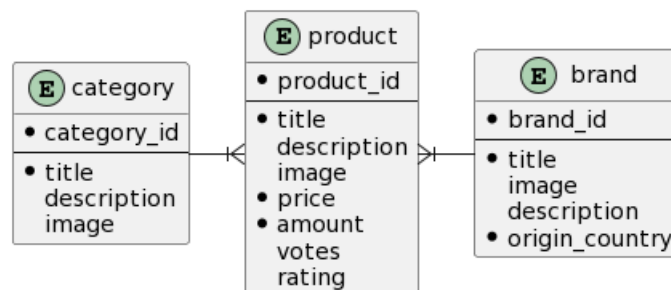 E category
• category_id
• title
description
image
E product
• product_id
• title
description
image
• price
• amount
votes
rating
E brand
• brand_id
• title
image
description
• origin_country